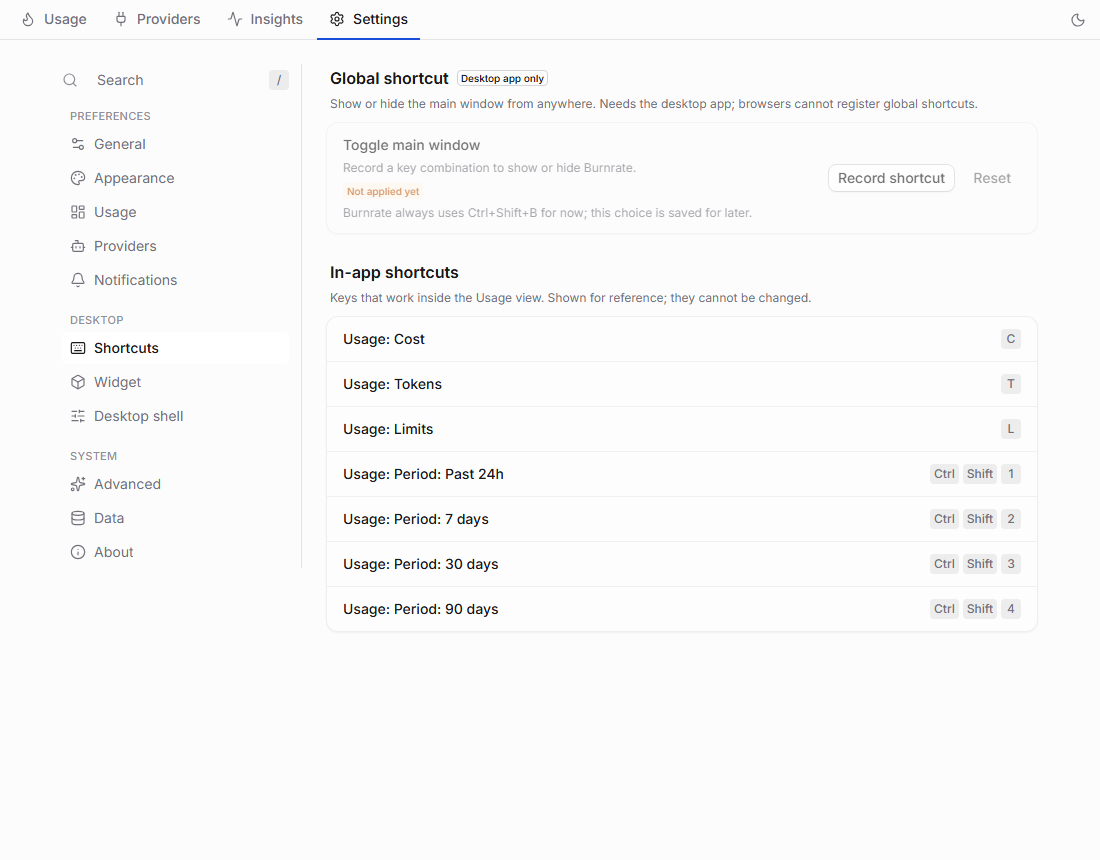 Usage Providers Insights Settings
Search /
PREFERENCES
General
Appearance
Usage
Providers
Notifications
DESKTOP
Shortcuts
Widget
Desktop shell
SYSTEM
Advanced
Data
About
Global shortcut Desktop app only
Show or hide the main window from anywhere. Needs the desktop app; browsers cannot register global shortcuts.
Toggle main window
Record a key combination to show or hide Burnrate.
Not applied yet
Burnrate always uses Ctrl+Shift+B for now; this choice is saved for later.
Record shortcut Reset
In-app shortcuts
Keys that work inside the Usage view. Shown for reference; they cannot be changed.
Usage: Cost C
Usage: Tokens T
Usage: Limits L
Usage: Period: Past 24h Ctrl Shift 1
Usage: Period: 7 days Ctrl Shift 2
Usage: Period: 30 days Ctrl Shift 3
Usage: Period: 90 days Ctrl Shift 4